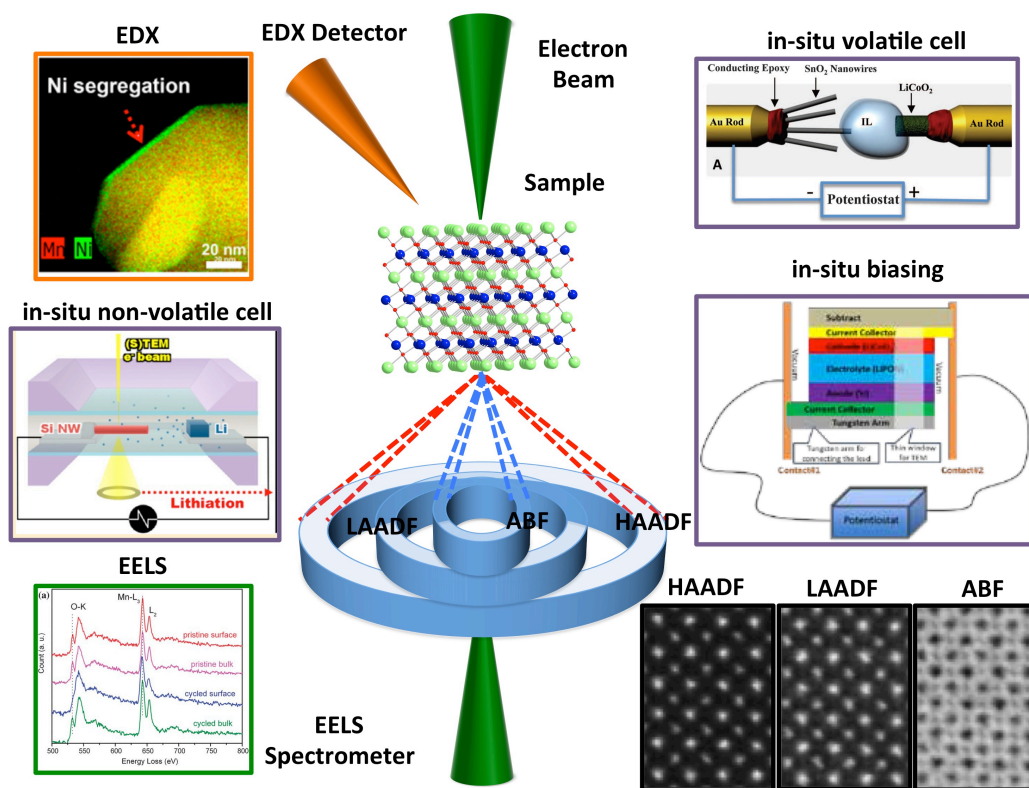 EDX
Ni segregation
Mn
Ni
20 nm
EDX Detector
Electron
Beam
Sample
in-situ volatile cell
Conducting Epoxy
SnO₂ Nanowires
LiCoO₂
Au Rod
IL
Au Rod
A
-
Potentiostat
+
in-situ non-volatile cell
(S)TEM
e⁻ beam
Si NW
Li
Lithiation
in-situ biasing
Subtract
Current Collector
Electrolyte (LiPON)
Current Collector
Tungsten Arm
Vacuum
Vacuum
Tungsten arm for
connecting the lead
Thin window
for TEM
Contact#1
Contact#2
Potentiostat
LAADF
ABF
HAADF
EELS
(a)
O-K
Mn-L₃
L₂
pristine surface
pristine bulk
cycled surface
cycled bulk
Count (a. u.)
500
550
600
650
700
750
800
Energy Loss (eV)
EELS
Spectrometer
HAADF
LAADF
ABF